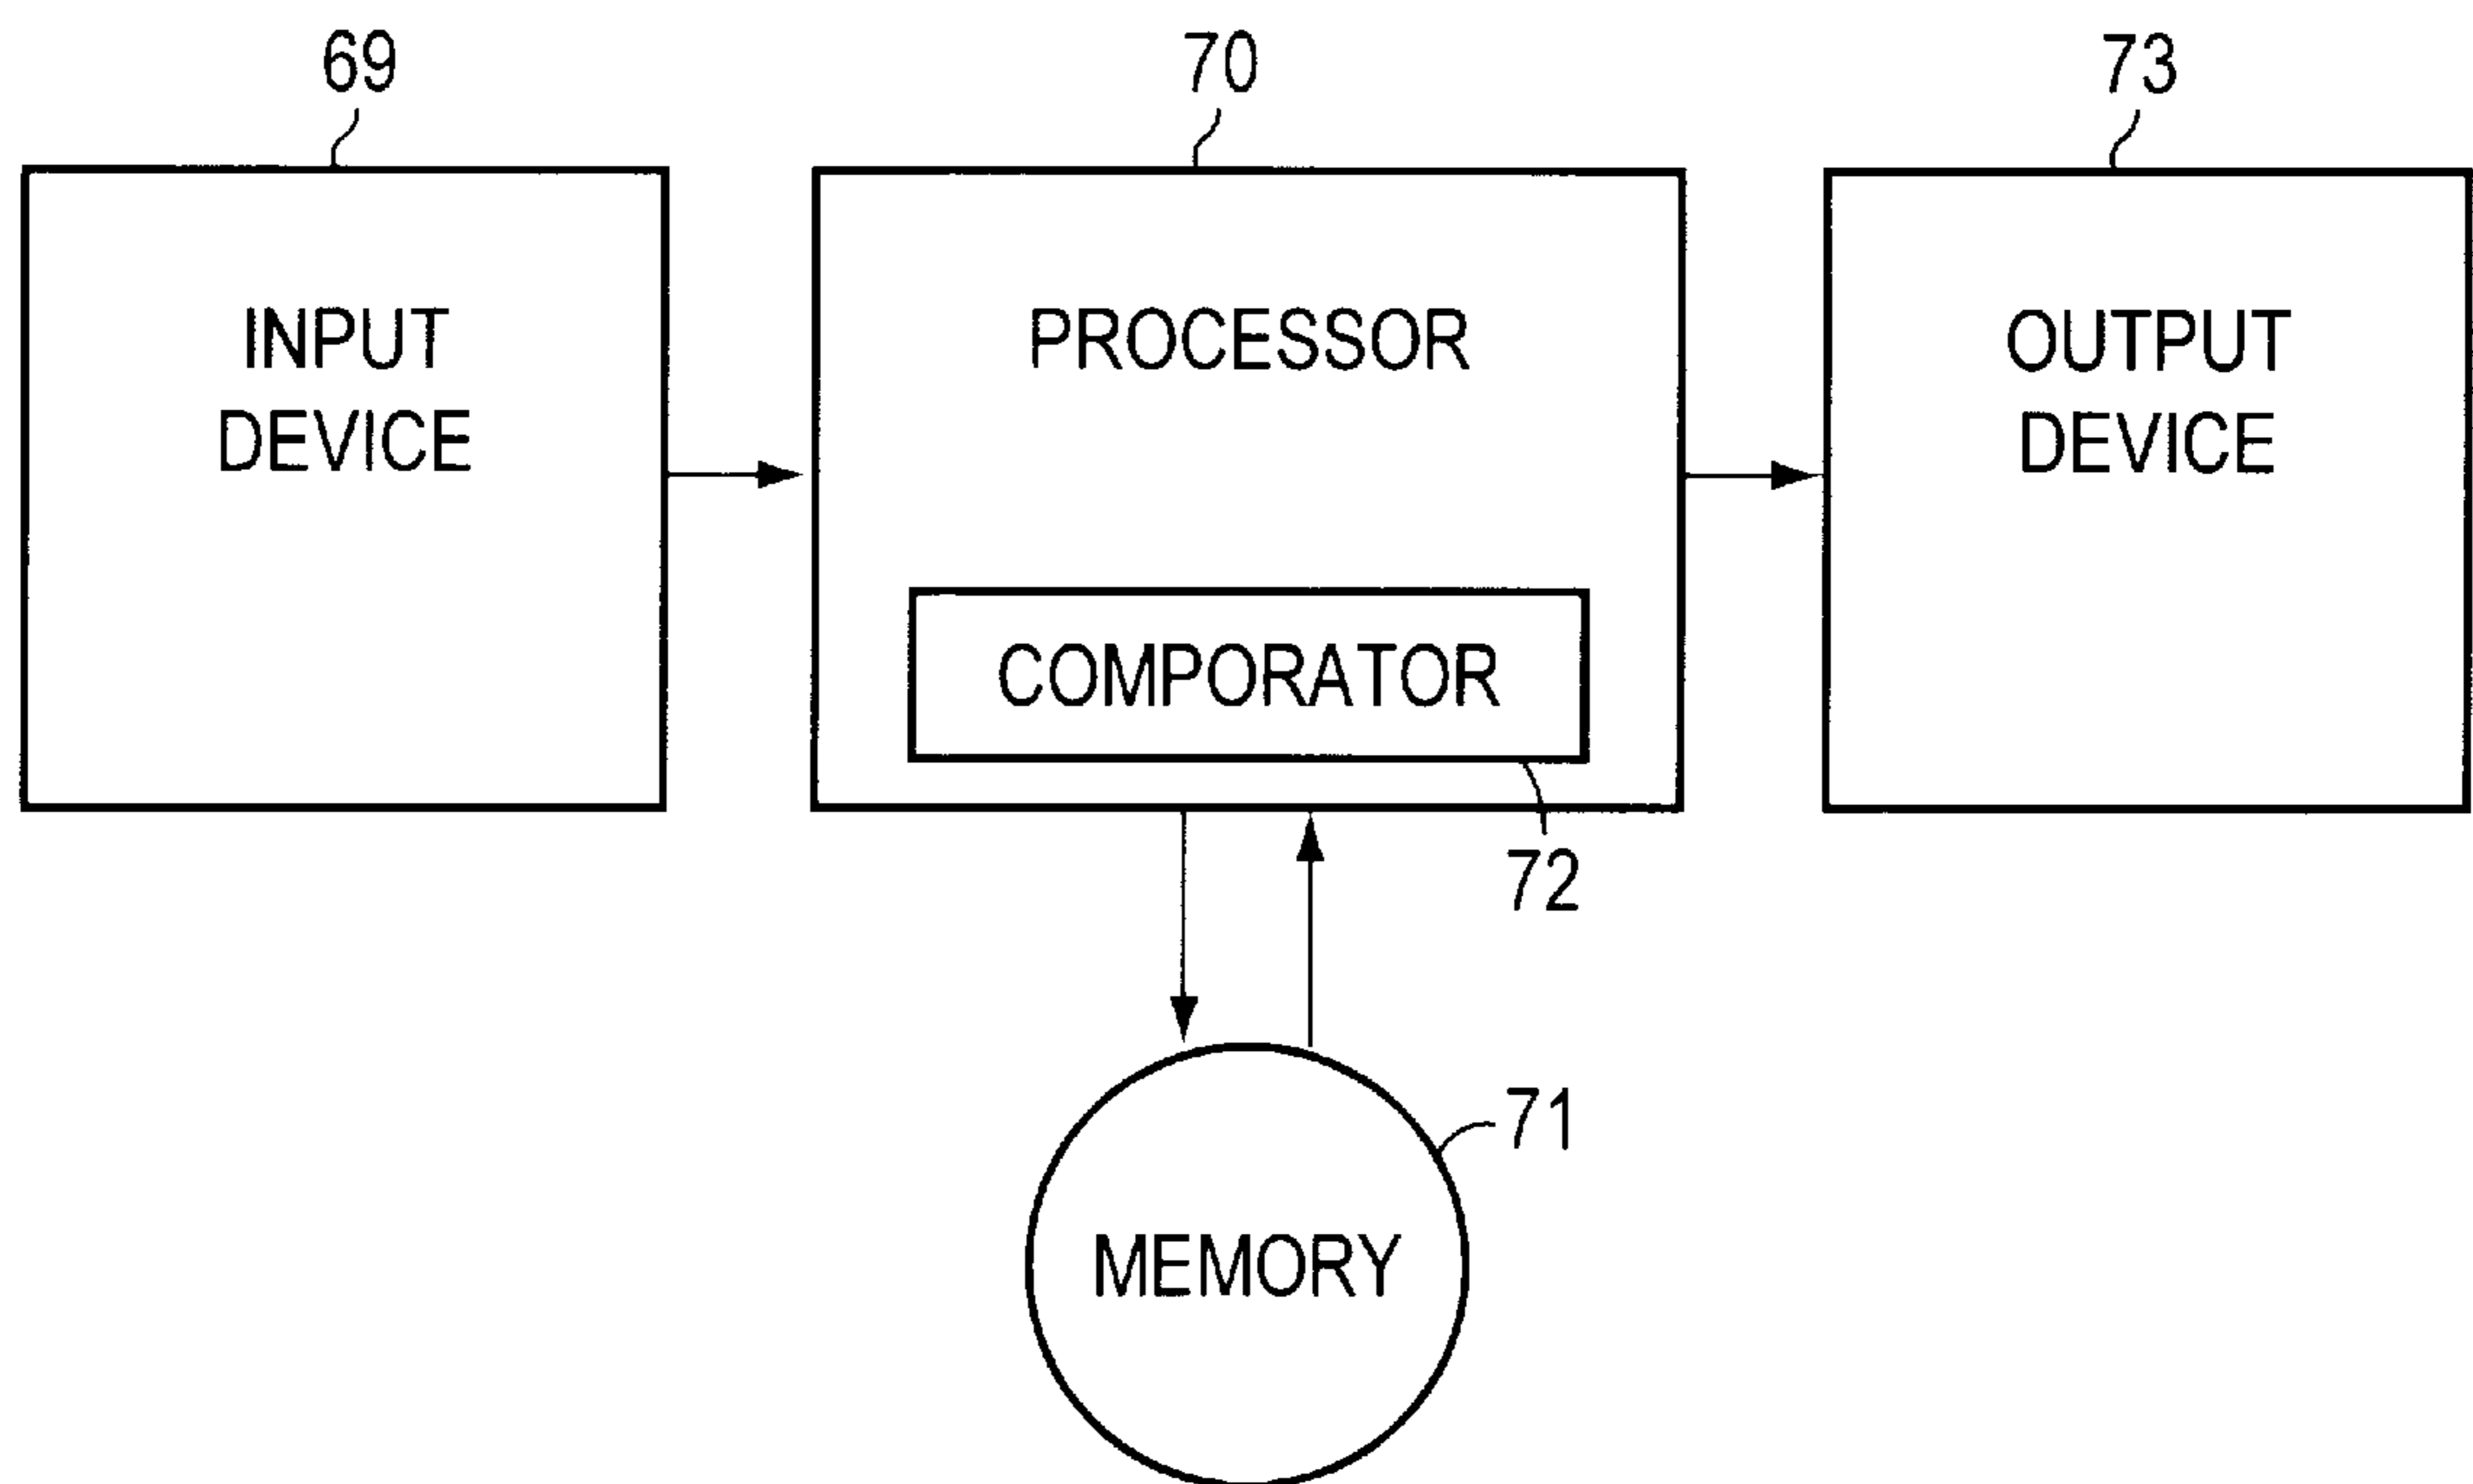 69
70
73
INPUT
DEVICE
PROCESSOR
OUTPUT
DEVICE
COMPORATOR
72
71
MEMORY